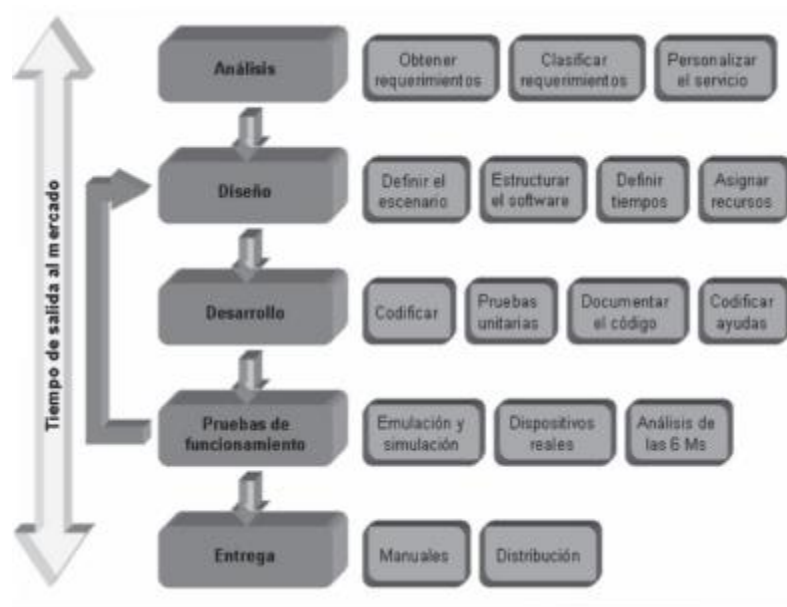 Tiempo de salida al mercado
Análisis
Obtener
requerimientos
Clasificar
requerimientos
Personalizar
el servicio
Diseño
Definir el
escenario
Estructurar
el software
Definir
tiempos
Asignar
recursos
Desarrollo
Codificar
Pruebas
unitarias
Documentar
el código
Codificar
ayudas
Pruebas de
funcionamiento
Emulación y
simulación
Dispositivos
reales
Análisis de
las 6 Ms
Entrega
Manuales
Distribución